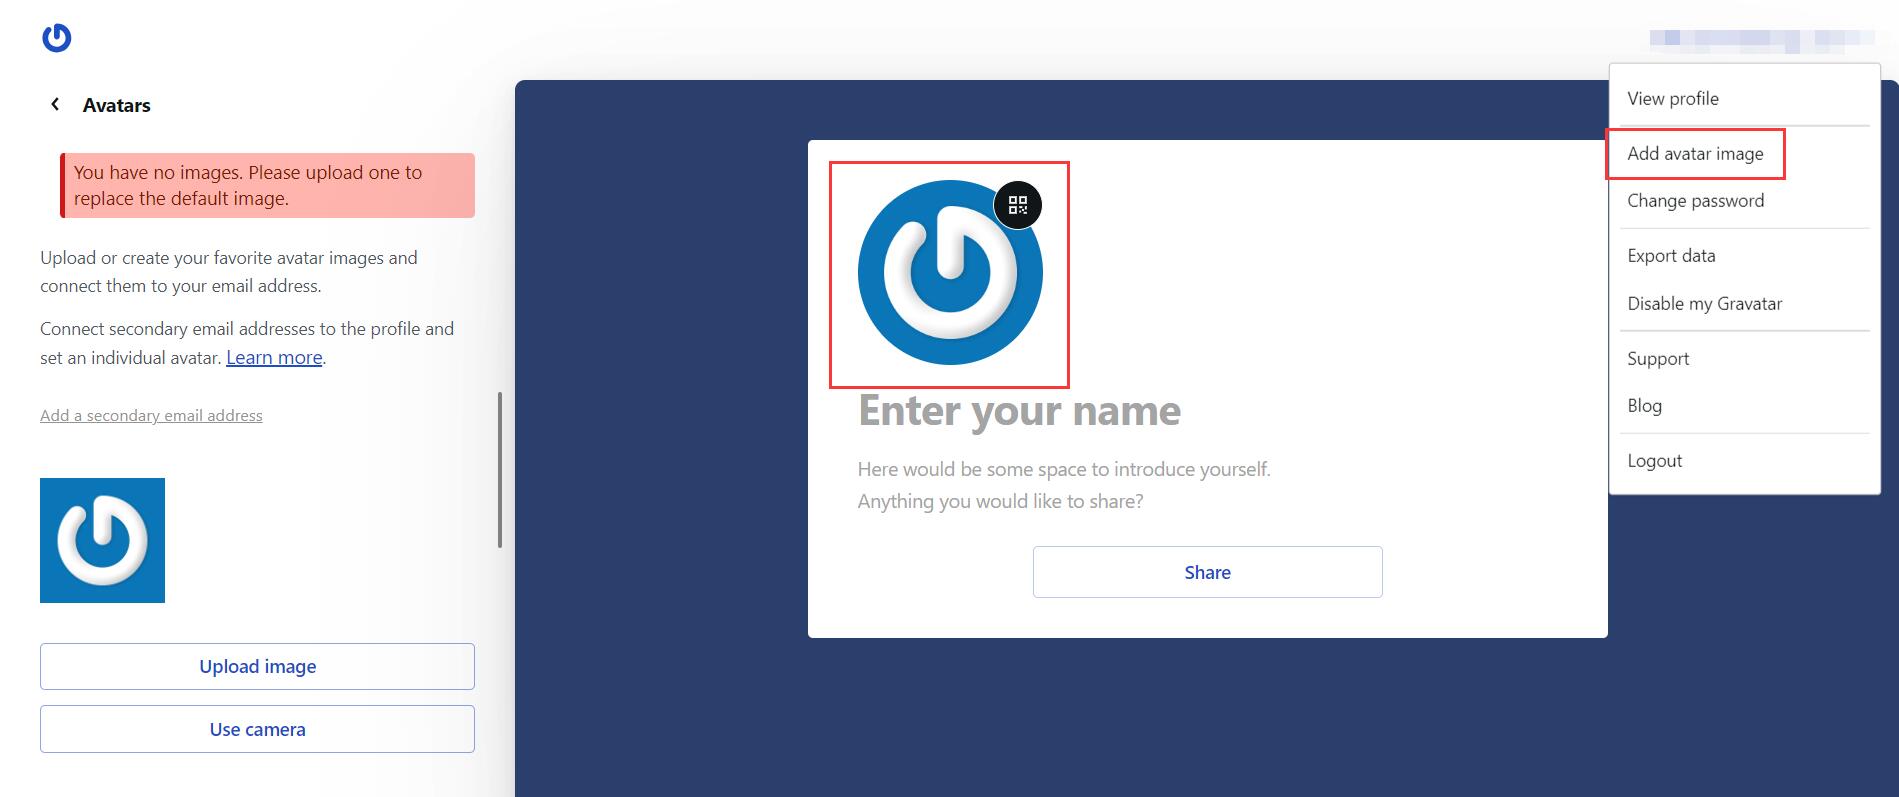 Avatars
You have no images. Please upload one to
replace the default image.
Upload or create your favorite avatar images and
connect them to your email address.
Connect secondary email addresses to the profile and
set an individual avatar. Learn more.
Add a secondary email address
Upload image
Use camera
Enter your name
Here would be some space to introduce yourself.
Anything you would like to share?
Share
View profile
Add avatar image
Change password
Export data
Disable my Gravatar
Support
Blog
Logout